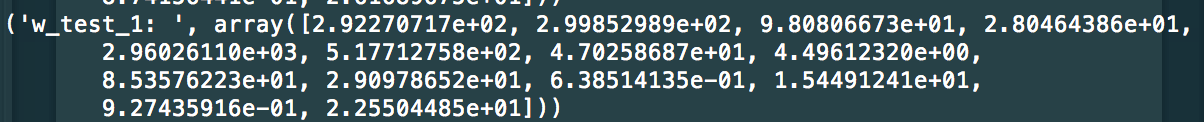 ('w_test_1: ', array([2.92270717e+02, 2.99852989e+02, 9.80806673e+01, 2.80464386e+01,
2.96026110e+03, 5.17712758e+02, 4.70258687e+01, 4.49612320e+00,
8.53576223e+01, 2.90978652e+01, 6.38514135e-01, 1.54491241e+01,
9.27435916e-01, 2.25504485e+01]))